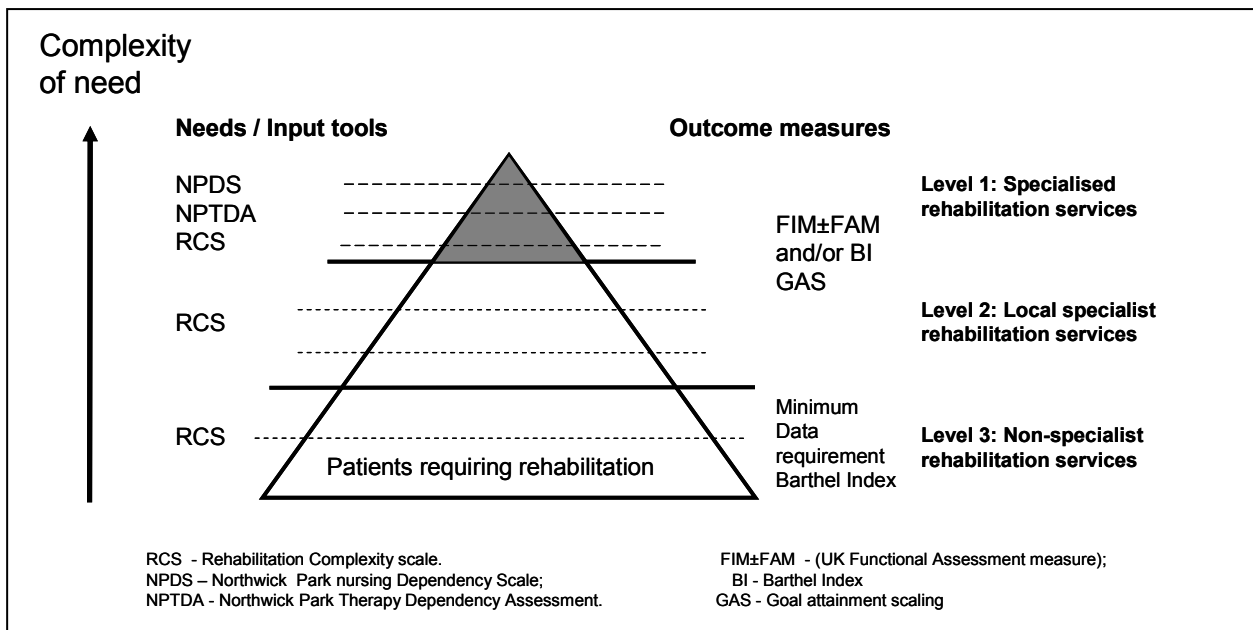 Complexity
of need
Needs / Input tools
Outcome measures
NPDS
NPTDA
RCS
FIM±FAM
and/or BI
GAS
Level 1: Specialised
rehabilitation services
RCS
Level 2: Local specialist
rehabilitation services
RCS
Patients requiring rehabilitation
Minimum
Data
requirement
Barthel Index
Level 3: Non-specialist
rehabilitation services
RCS - Rehabilitation Complexity scale.
NPDS – Northwick Park nursing Dependency Scale;
NPTDA - Northwick Park Therapy Dependency Assessment.
FIM±FAM - (UK Functional Assessment measure);
BI - Barthel Index
GAS - Goal attainment scaling